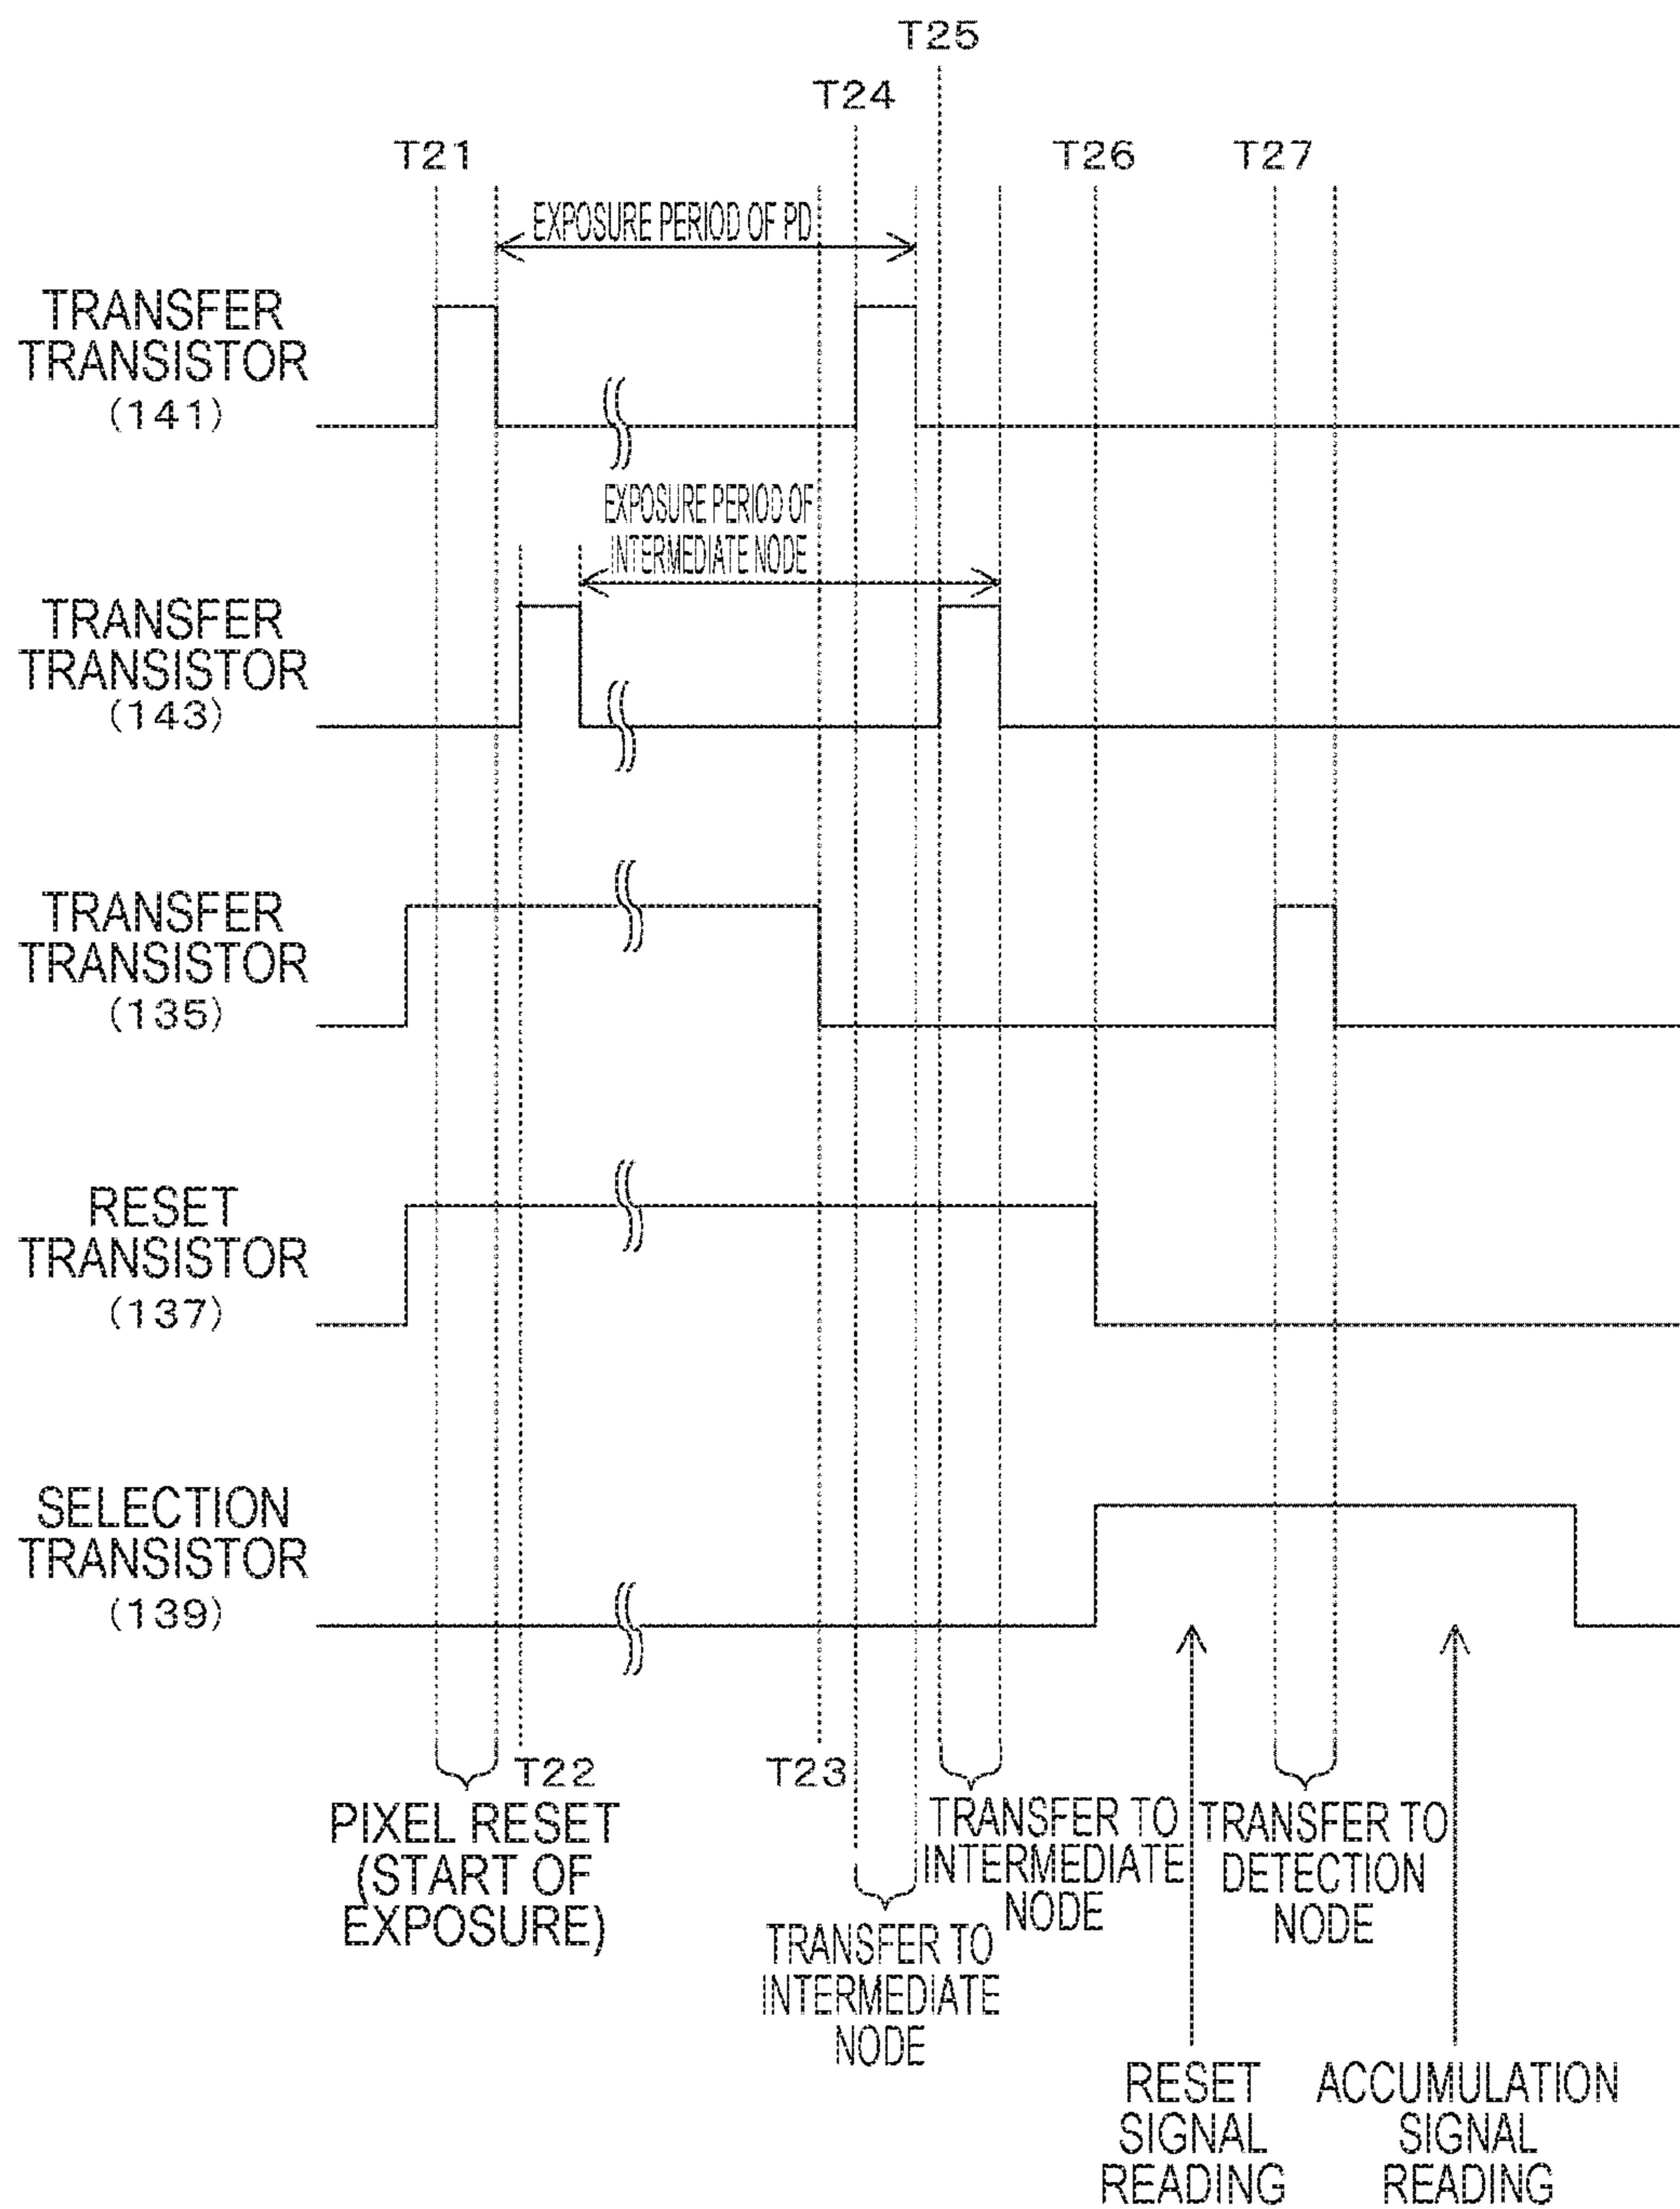 T25
T24
T21
T26
T27
EXPOSURE PERIOD OF PD
TRANSFER
TRANSISTOR
(141)
EXPOSURE PERIOD OF
INTERMEDIATE NODE
TRANSFER
TRANSISTOR
(143)
TRANSFER
TRANSISTOR
(135)
RESET
TRANSISTOR
(137)
SELECTION
TRANSISTOR
(139)
T22
T23
PIXEL RESET
(START OF
EXPOSURE)
TRANSFER TO
INTERMEDIATE
NODE
TRANSFER TO
INTERMEDIATE
NODE
TRANSFER TO
DETECTION
NODE
RESET
SIGNAL
READING
ACCUMULATION
SIGNAL
READING